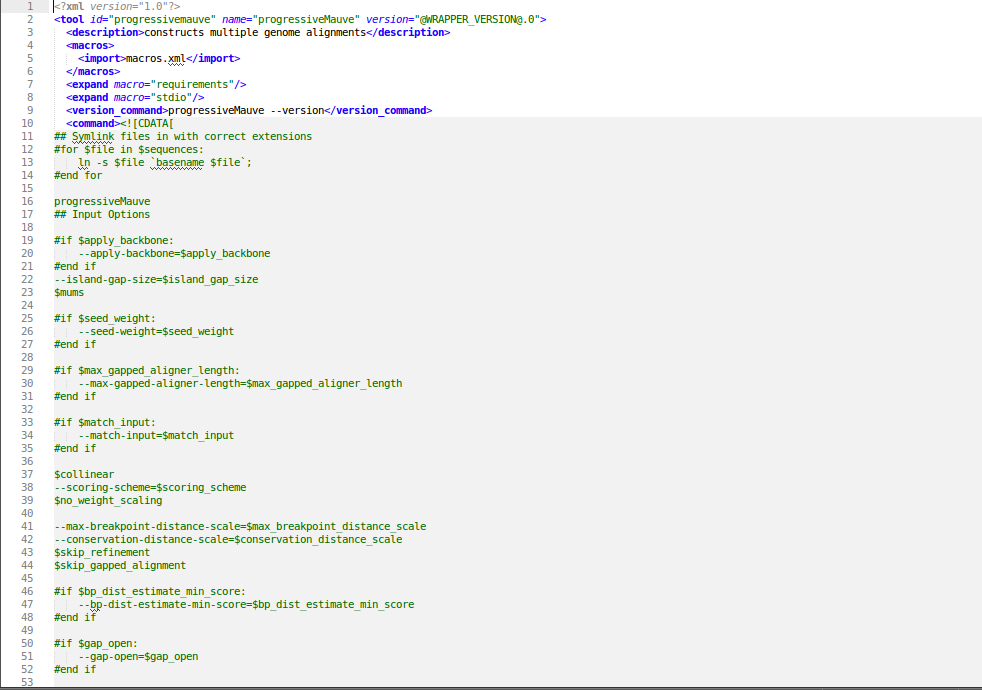 1 <?xml version="1.0"?>
2 <tool id="progressivemauve" name="progressiveMauve" version="@WRAPPER_VERSION@.0">
3   <description>constructs multiple genome alignments</description>
4   <macros>
5     <import>macros.xml</import>
6   </macros>
7   <expand macro="requirements"/>
8   <expand macro="stdio"/>
9   <version_command>progressiveMauve --version</version_command>
10   <command><![CDATA[
11 ## Symlink files in with correct extensions
12 #for $file in $sequences:
13     ln -s $file `basename $file`;
14 #end for
15
16 progressiveMauve
17 ## Input Options
18
19 #if $apply_backbone:
20     --apply-backbone=$apply_backbone
21 #end if
22 --island-gap-size=$island_gap_size
23 $mums
24
25 #if $seed_weight:
26     --seed-weight=$seed_weight
27 #end if
28
29 #if $max_gapped_aligner_length:
30     --max-gapped-aligner-length=$max_gapped_aligner_length
31 #end if
32
33 #if $match_input:
34     --match-input=$match_input
35 #end if
36
37 $collinear
38 --scoring-scheme=$scoring_scheme
39 $no_weight_scaling
40
41 --max-breakpoint-distance-scale=$max_breakpoint_distance_scale
42 --conservation-distance-scale=$conservation_distance_scale
43 $skip_refinement
44 $skip_gapped_alignment
45
46 #if $bp_dist_estimate_min_score:
47     --bp-dist-estimate-min-score=$bp_dist_estimate_min_score
48 #end if
49
50 #if $gap_open:
51     --gap-open=$gap_open
52 #end if
53